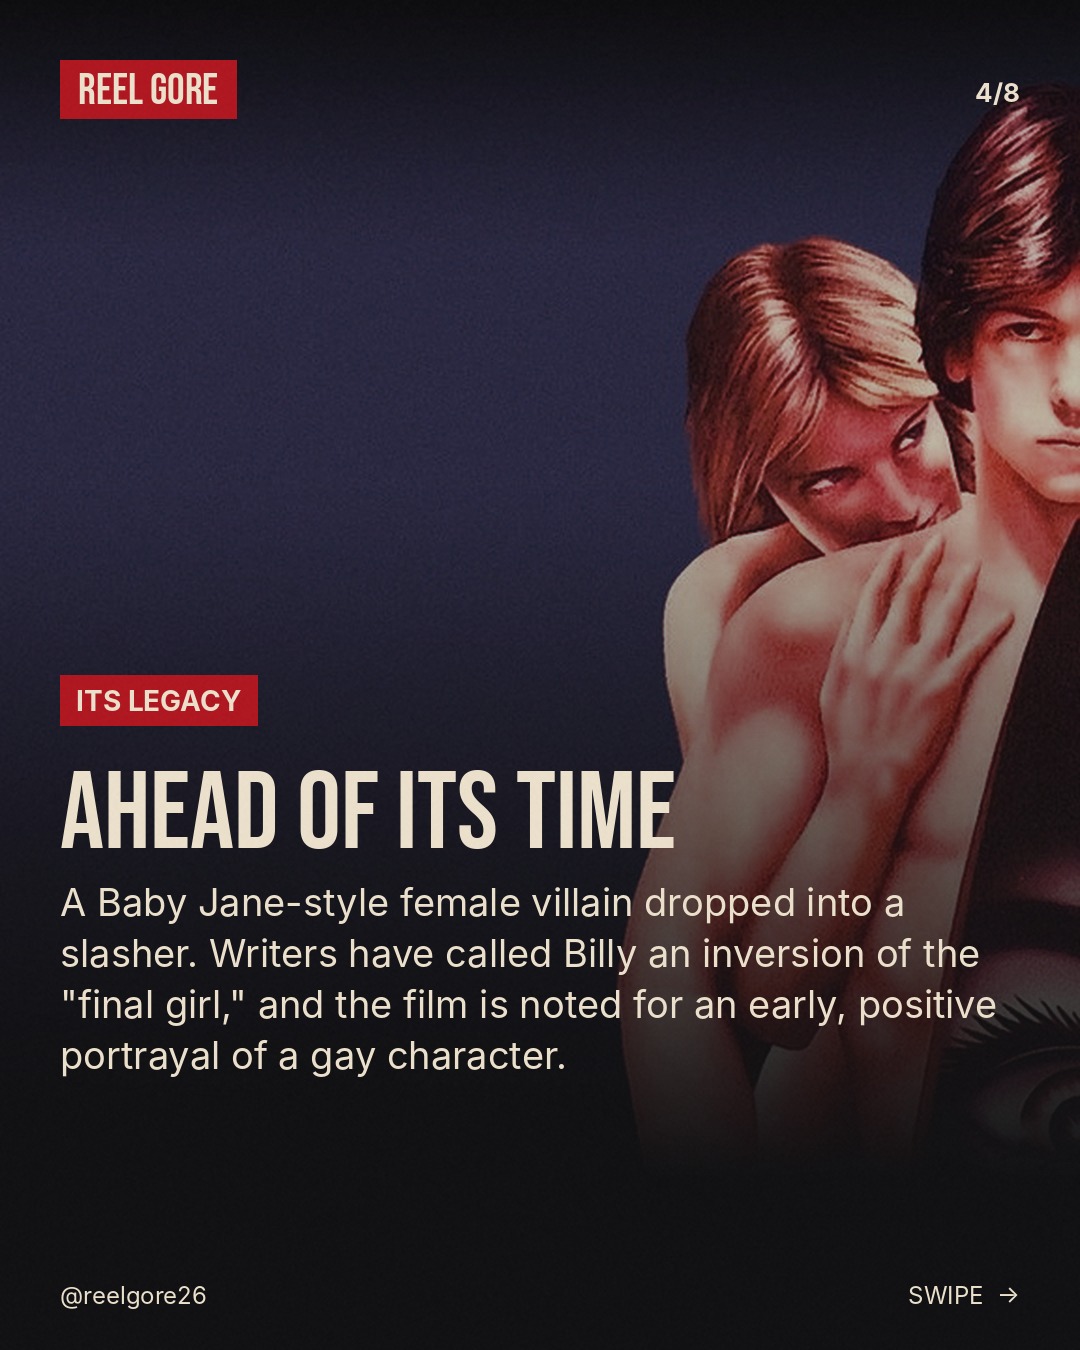 REEL GORE
4/8
ITS LEGACY
AHEAD OF ITS TIME
A Baby Jane-style female villain dropped into a
slasher. Writers have called Billy an inversion of the
"final girl," and the film is noted for an early, positive
portrayal of a gay character.
@reelgore26
SWIPE →